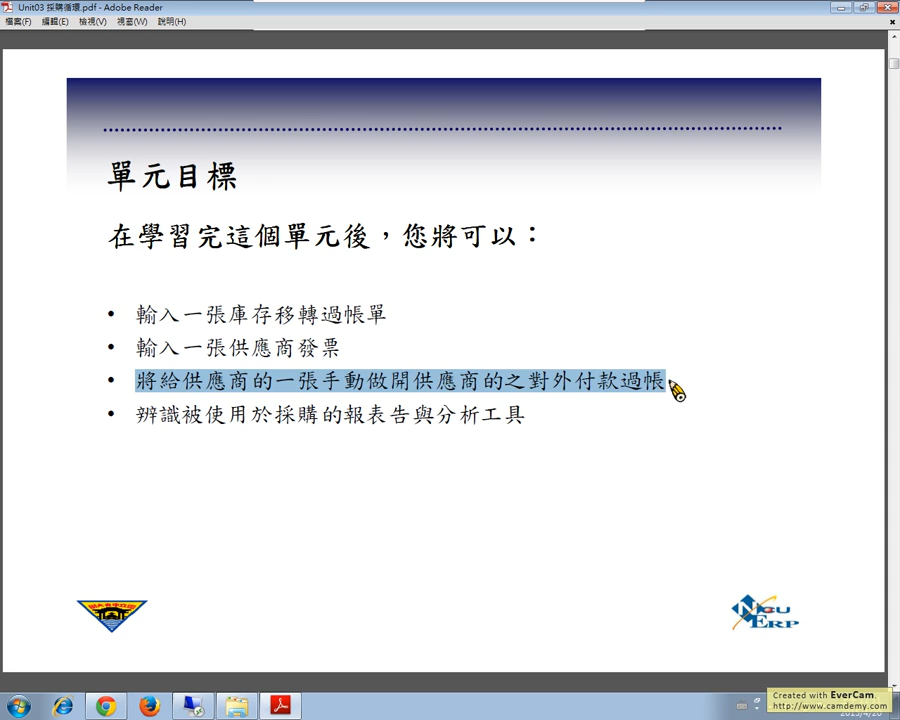 Unit03 採購循環.pdf - Adobe Reader
檔案(F) 編輯(E) 檢視(V) 視窗(W) 說明(H)
單元目標
在學習完這個單元後，您將可以：
• 輸入一張庫存移轉過帳單
• 輸入一張供應商發票
• 將給供應商的一張手動做開供應商的之對外付款過帳
• 辨識被使用於採購的報表告與分析工具
NCU
ERP
Created with EverCam.
http://www.camdemy.com